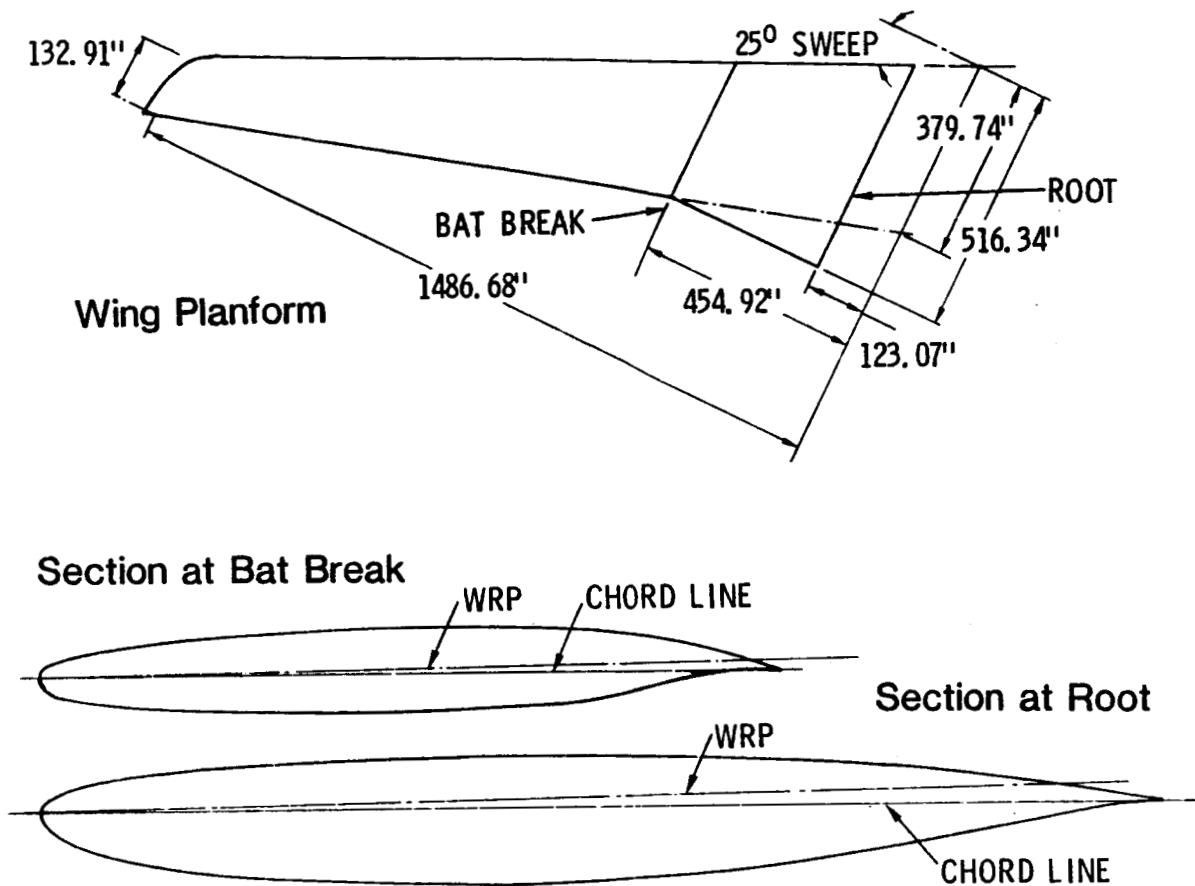 132.91"
25° SWEEP
379.74"
ROOT
BAT BREAK
516.34"
1486.68"
454.92"
Wing Planform
123.07"
Section at Bat Break
WRP
CHORD LINE
Section at Root
WRP
CHORD LINE